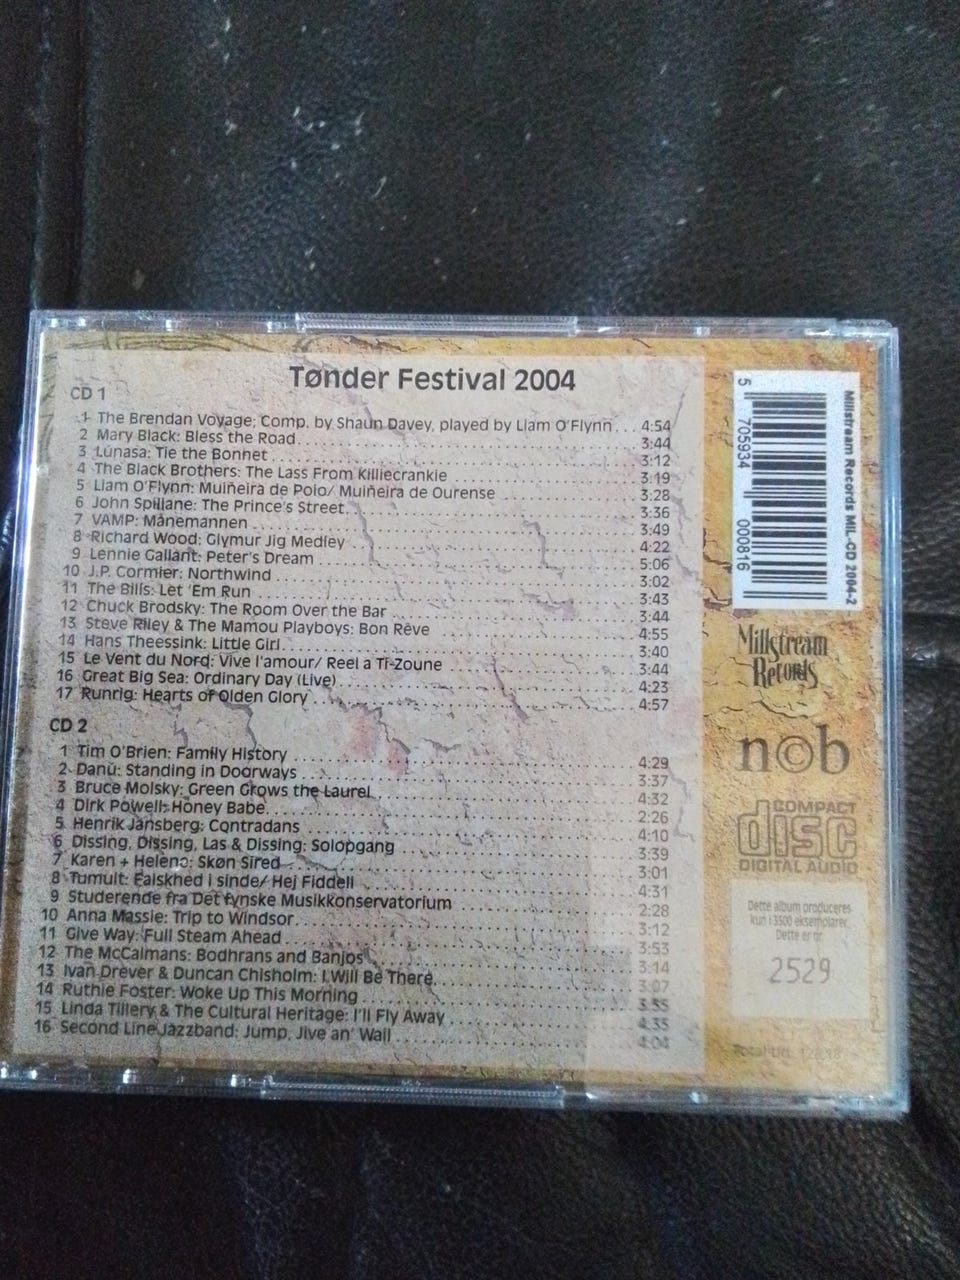 Tønder Festival 2004
CD 1
1 The Brendan Voyage; Comp. by Shaun Davey, played by Liam O'Flynn . . . 4:54
2 Mary Black: Bless the Road 3:44
3 Lúnasa: Tie the Bonnet 3:12
4 The Black Brothers: The Lass From Killiecrankie 3:19
5 Liam O'Flynn: Muiñeira de Poio/ Muiñeira de Ourense 3:28
6 John Spillane: The Prince's Street 3:36
7 VAMP: Månemannen 3:49
8 Richard Wood: Glymur Jig Medley 4:22
9 Lennie Gallant: Peter's Dream 5:06
10 J.P. Cormier: Northwind 3:02
11 The Bills: Let 'Em Run 3:43
12 Chuck Brodsky: The Room Over the Bar 3:44
13 Steve Riley & The Mamou Playboys: Bon Rêve 4:55
14 Hans Theessink: Little Girl 3:40
15 Le Vent du Nord: Vive l'amour/ Reel a Ti-Zoune 3:44
16 Great Big Sea: Ordinary Day (Live) 4:23
17 Runrig: Hearts of Olden Glory 4:57
CD 2
1 Tim O'Brien: Family History 4:29
2 Danú: Standing in Doorways 3:37
3 Bruce Molsky: Green Grows the Laurel 4:32
4 Dirk Powell: Honey Babe 2:26
5 Henrik Jansberg: Contradans 4:10
6 Dissing, Dissing, Las & Dissing: Solopgang 3:39
7 Karen + Helene: Skøn Sired 3:01
8 Tumult: Falskhed i sinde/ Hej Fiddeli 4:31
9 Studerende fra Det fynske Musikkonservatorium 2:28
10 Anna Massie: Trip to Windsor 3:12
11 Give Way: Full Steam Ahead 3:53
12 The McCalmans: Bodhrans and Banjos 3:14
13 Ivan Drever & Duncan Chisholm: I Will Be There 3:07
14 Ruthie Foster: Woke Up This Morning 3:35
15 Linda Tillery & The Cultural Heritage: I'll Fly Away 4:33
16 Second Line Jazzband: Jump, Jive an' Wail 4:04
5 705934 000816
Millstream Records MIL-CD 2004-2
Millstream
Records
n©b
COMPACT
disc
DIGITAL AUDIO
Dette album produceres
kun i 3500 eksemplarer.
Dette er nr.
2529
Total tid: